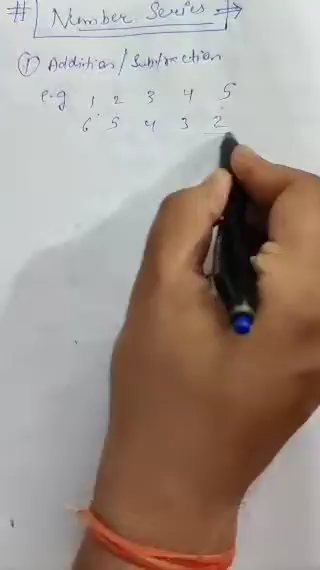 # Number Series →
① Addition/Subtraction
e.g 1 2 3 4 5
6 5 4 3 2